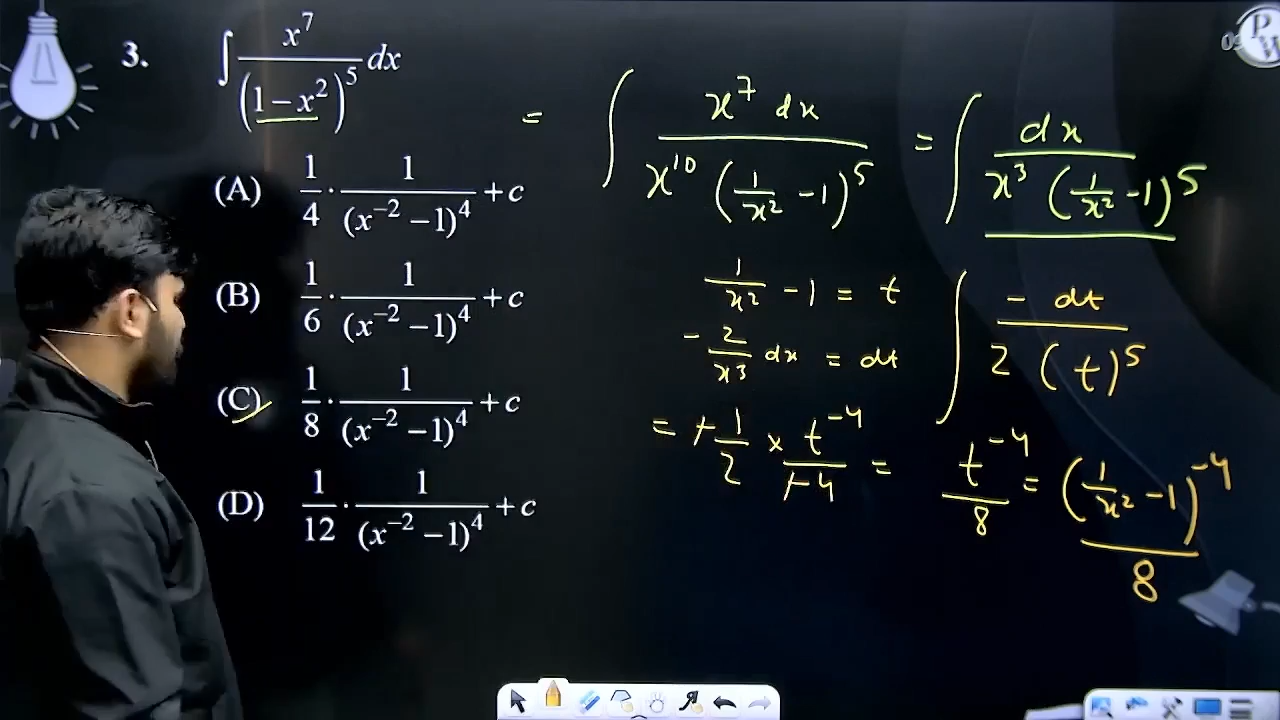 3. ∫ x^7 / (1 − x^2)^5 dx
(A) 1/4 · 1/(x^−2 − 1)^4 + c
(B) 1/6 · 1/(x^−2 − 1)^4 + c
(C) 1/8 · 1/(x^−2 − 1)^4 + c
(D) 1/12 · 1/(x^−2 − 1)^4 + c
= ∫ x^7 dx / x^10 (1/x^2 − 1)^5 = ∫ dx / x^3 (1/x^2 − 1)^5
1/x^2 − 1 = t
− 2/x^3 dx = dt
∫ − dt / 2 (t)^5
= + 1/2 × t^−4 / +4 = t^−4 / 8 = (1/x^2 − 1)^−4 / 8
P
W